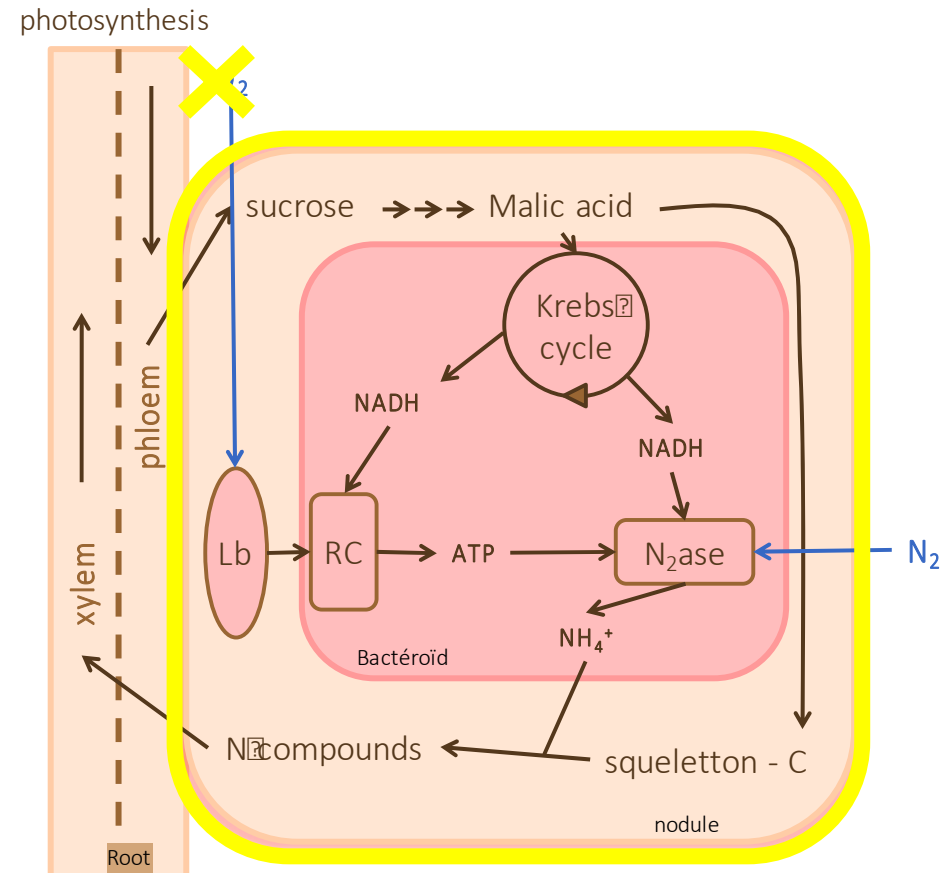 photosynthesis
2
sucrose
Malic acid
Krebs
cycle
NADH
NADH
phloem
xylem
Lb
RC
ATP
N₂ase
N₂
NH₄⁺
Bactéroïd
N compounds
squeletton - C
nodule
Root